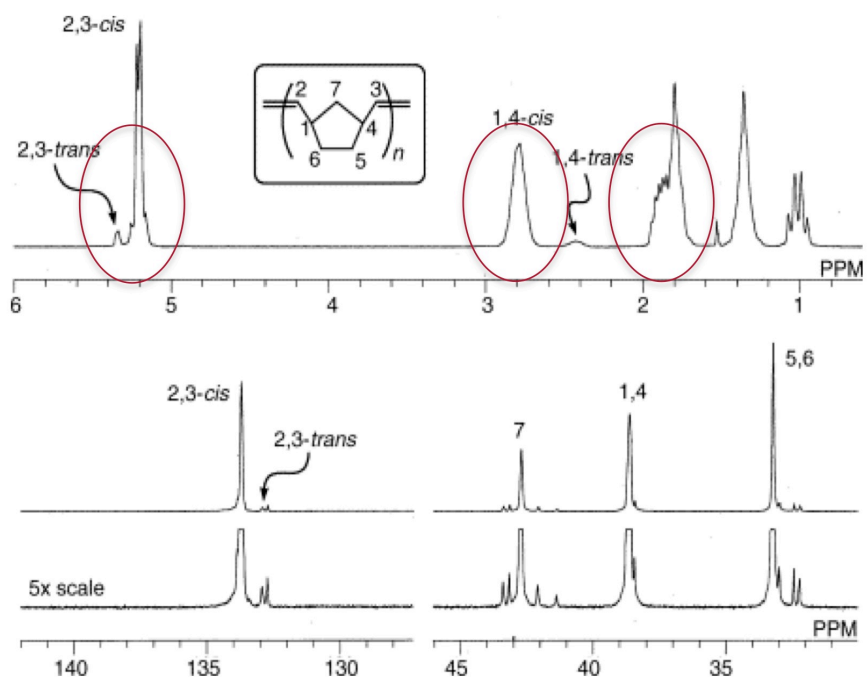 2,3-cis
2,3-trans
2 7 3
1 4
6 5 n
1,4-cis
1,4-trans
PPM
6 5 4 3 2 1
2,3-cis
2,3-trans
7
1,4
5,6
5x scale
PPM
140 135 130 45 40 35